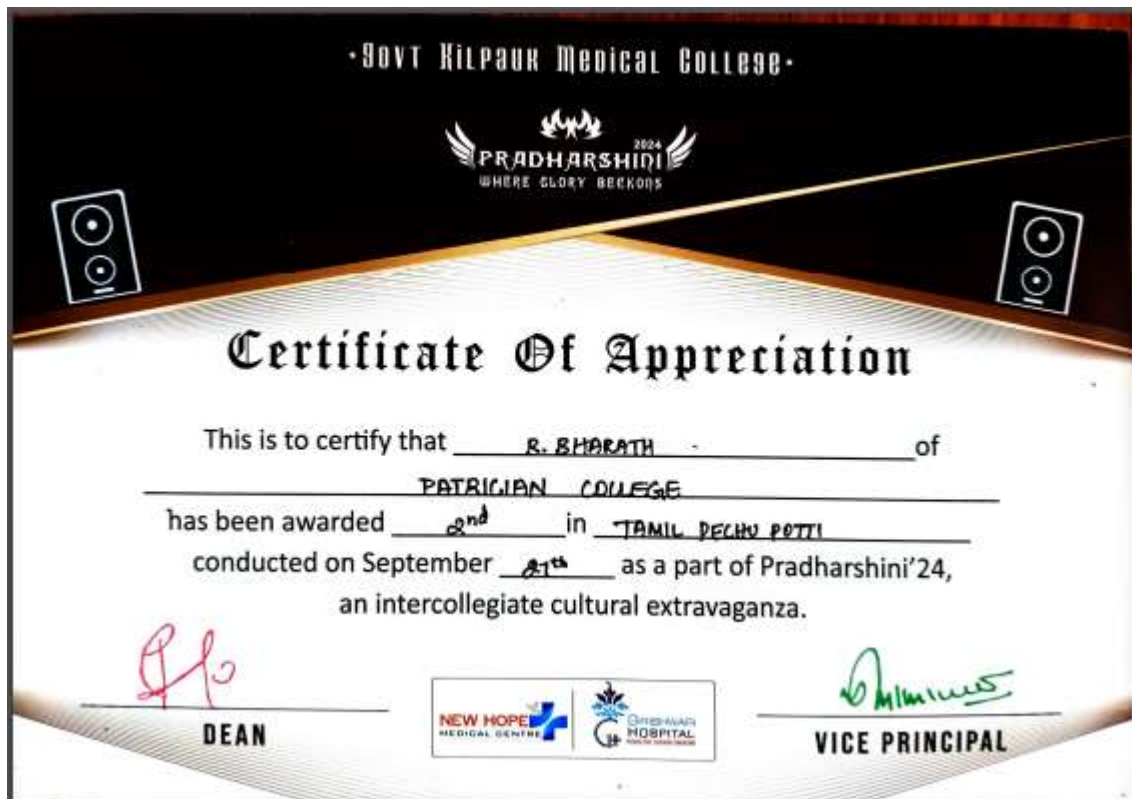 ·GOVT KILPAUK MEDICAL COLLEGE·
2024
PRADHARSHINI
WHERE GLORY BECKONS
Certificate Of Appreciation
This is to certify that R. BHARATH of
PATRICIAN COLLEGE
has been awarded 2nd in TAMIL PECHU POTTI
conducted on September 27th as a part of Pradharshini'24,
an intercollegiate cultural extravaganza.
DEAN
NEW HOPE
MEDICAL CENTRE
HOSPITAL
VICE PRINCIPAL